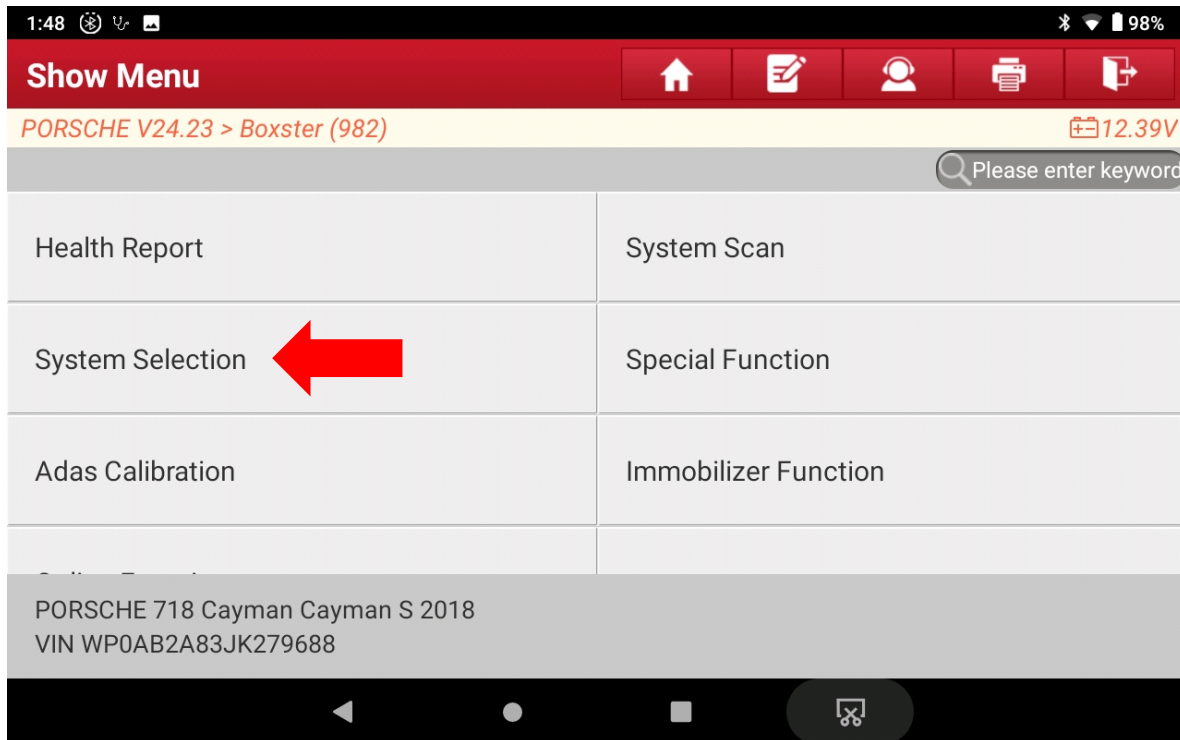 1:48 98%
Show Menu
PORSCHE V24.23 > Boxster (982) 12.39V
Please enter keyword
Health Report System Scan
System Selection Special Function
Adas Calibration Immobilizer Function
PORSCHE 718 Cayman Cayman S 2018
VIN WP0AB2A83JK279688